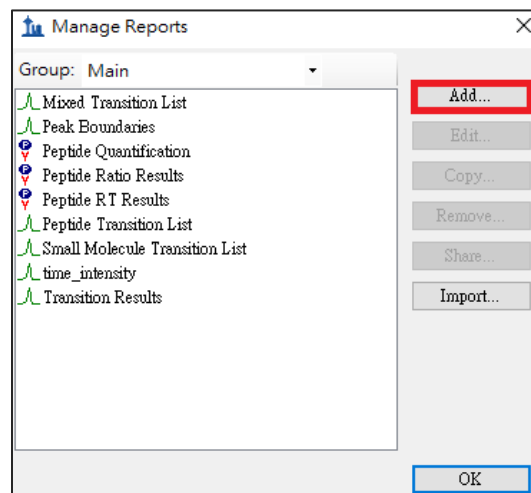 Manage Reports
Group: Main
Mixed Transition List
Peak Boundaries
Peptide Quantification
Peptide Ratio Results
Peptide RT Results
Peptide Transition List
Small Molecule Transition List
time_intensity
Transition Results
Add...
Edit...
Copy...
Remove...
Share...
Import...
OK